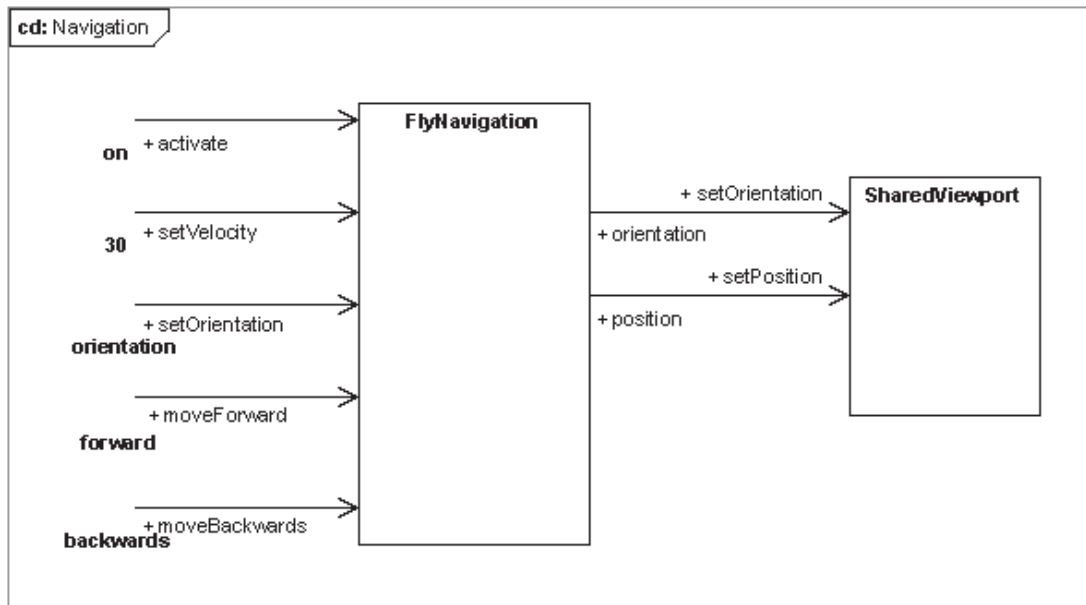 cd: Navigation
FlyNavigation
+ activate
on
+ setVelocity
30
+ setOrientation
orientation
+ moveForward
forward
+ moveBackwards
backwards
+ setOrientation
+ orientation
+ setPosition
+ position
SharedViewport